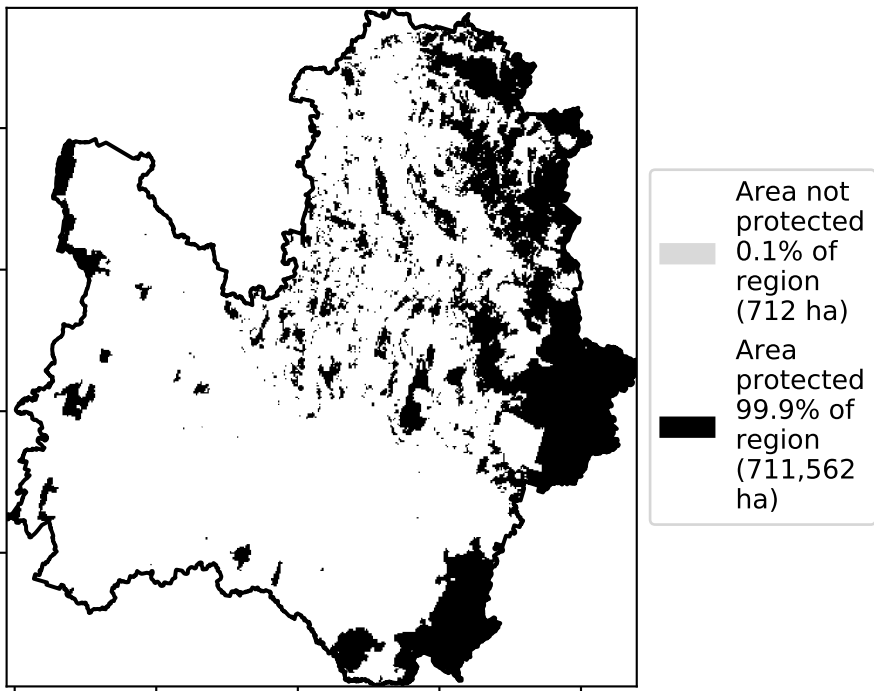 Area not
protected
0.1% of
region
(712 ha)
Area
protected
99.9% of
region
(711,562
ha)